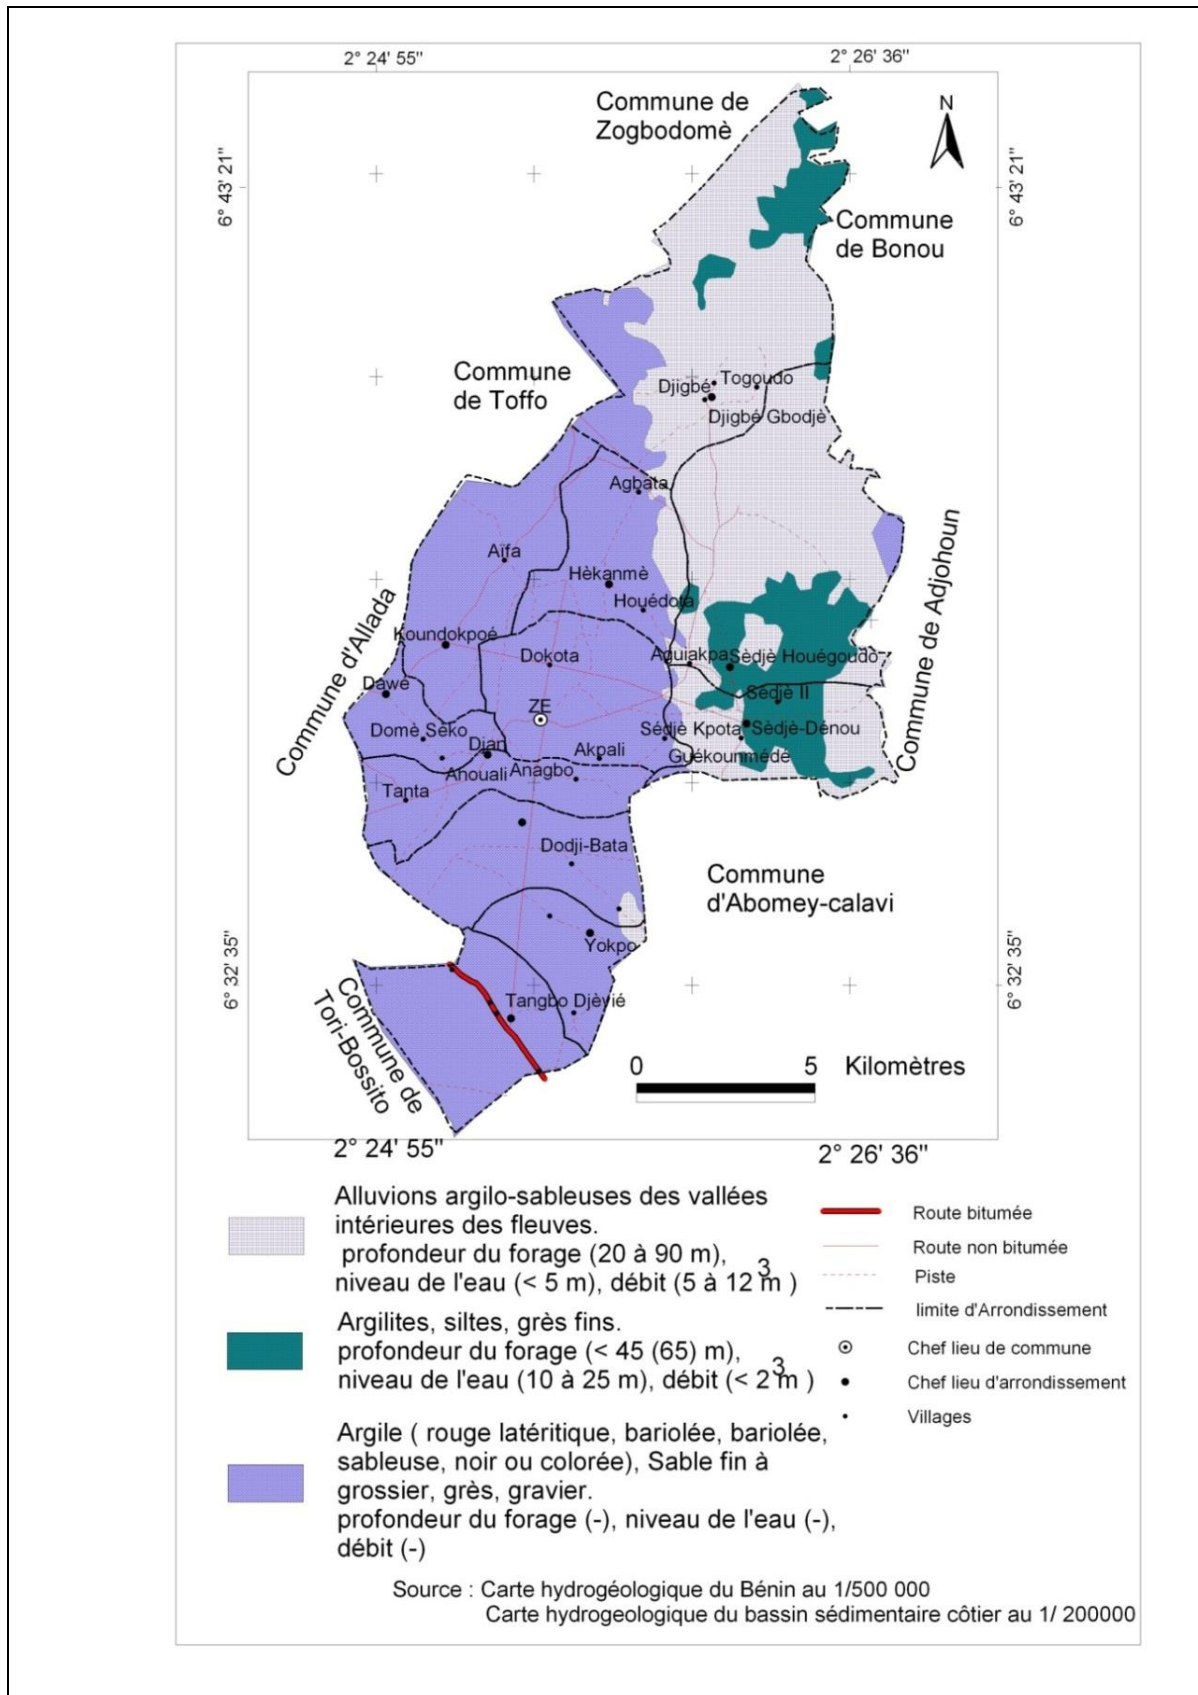 2° 24' 55"
2° 26' 36"
Commune de
Zogbodomè
N
6° 43' 21"
6° 43' 21"
Commune
de Bonou
Commune
de Toffo
Djigbé
Togoudo
Djigbé Gbodjè
Agbata
Aïfa
Hèkanmè
Houédota
Commune d'Allada
Commune de Adjohoun
Koundokpoé
Dokota
Aguiakpa
Sèdjè Houégoudo
Dawé
Sédjè II
ZE
Domè Sèko
Djan
Sédjè Kpota
Sèdjè-Dénou
Akpali
Guékounmédé
Ahouali
Anagbo
Tanta
Dodji-Bata
Commune
d'Abomey-calavi
Yokpo
6° 32' 35"
6° 32' 35"
Commune de
Tori-Bossito
Tangbo Djèvié
0
5
Kilomètres
2° 24' 55"
2° 26' 36"
Alluvions argilo-sableuses des vallées
intérieures des fleuves.
profondeur du forage (20 à 90 m),
niveau de l'eau (< 5 m), débit (5 à 12 m³ )
Argilites, siltes, grès fins.
profondeur du forage (< 45 (65) m),
niveau de l'eau (10 à 25 m), débit (< 2 m³ )
Argile ( rouge latéritique, bariolée, bariolée,
sableuse, noir ou colorée), Sable fin à
grossier, grès, gravier.
profondeur du forage (-), niveau de l'eau (-),
débit (-)
Route bitumée
Route non bitumée
Piste
limite d'Arrondissement
Chef lieu de commune
Chef lieu d'arrondissement
Villages
Source : Carte hydrogéologique du Bénin au 1/500 000
Carte hydrogeologique du bassin sédimentaire côtier au 1/ 200000